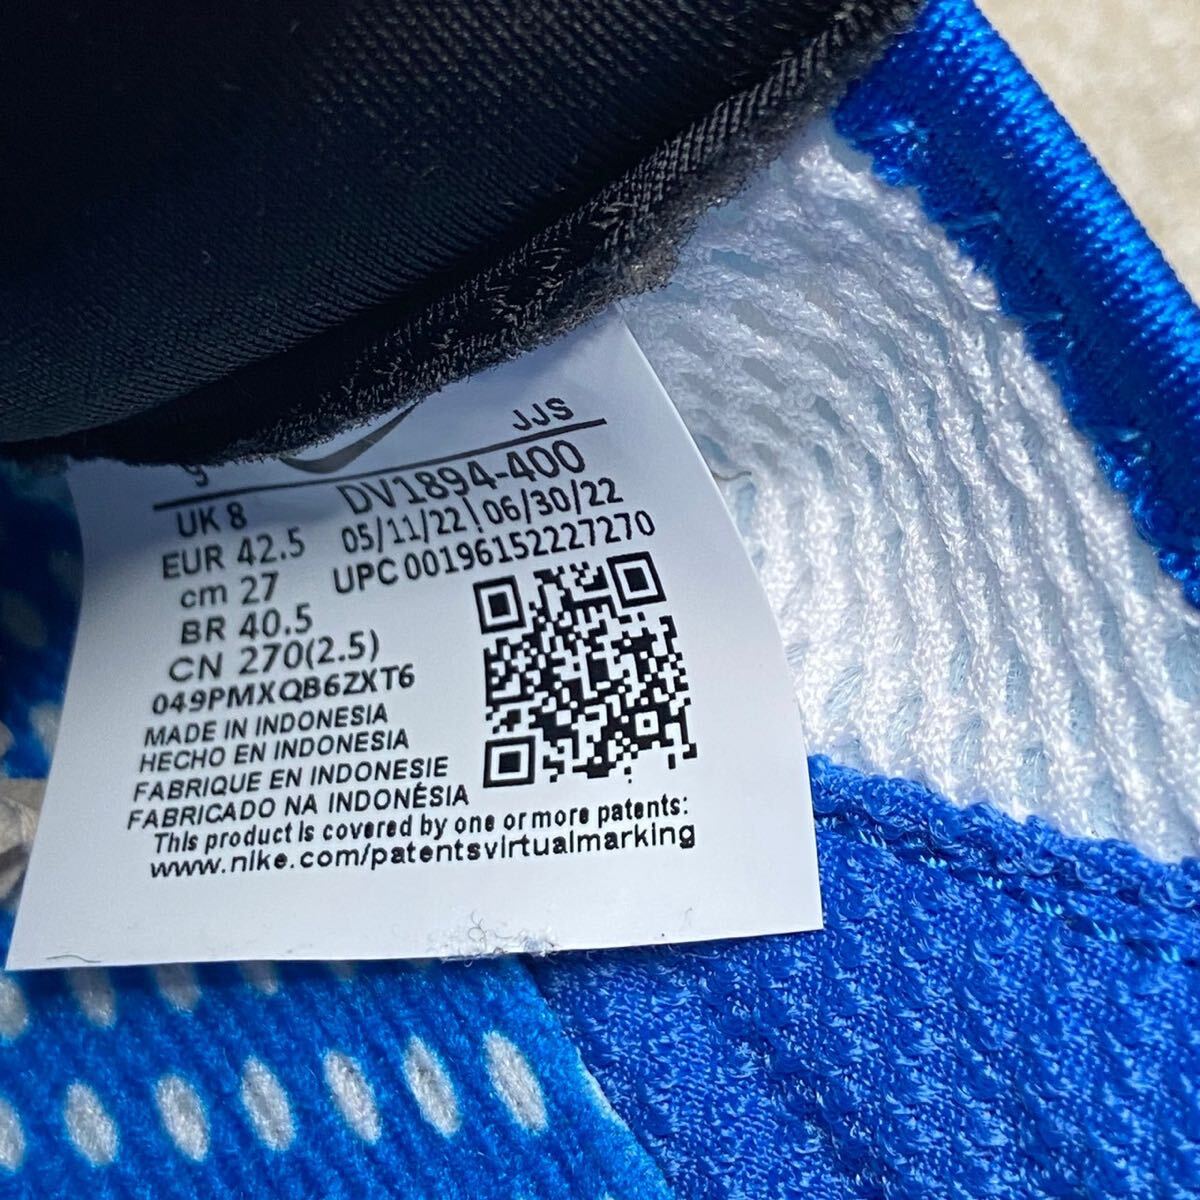 JJS
9
UK 8
DV1894-400
EUR 42.5
05/11/22 \ 06/30/22
cm 27
UPC 00196152227270
BR 40.5
CN 270(2.5)
049PMXQB6ZXT6
MADE IN INDONESIA
HECHO EN INDONESIA
FABRIQUE EN INDONESIE
FABRICADO NA INDONÉSIA
This product is covered by one or more patents:
www.nike.com/patentsvirtualmarking